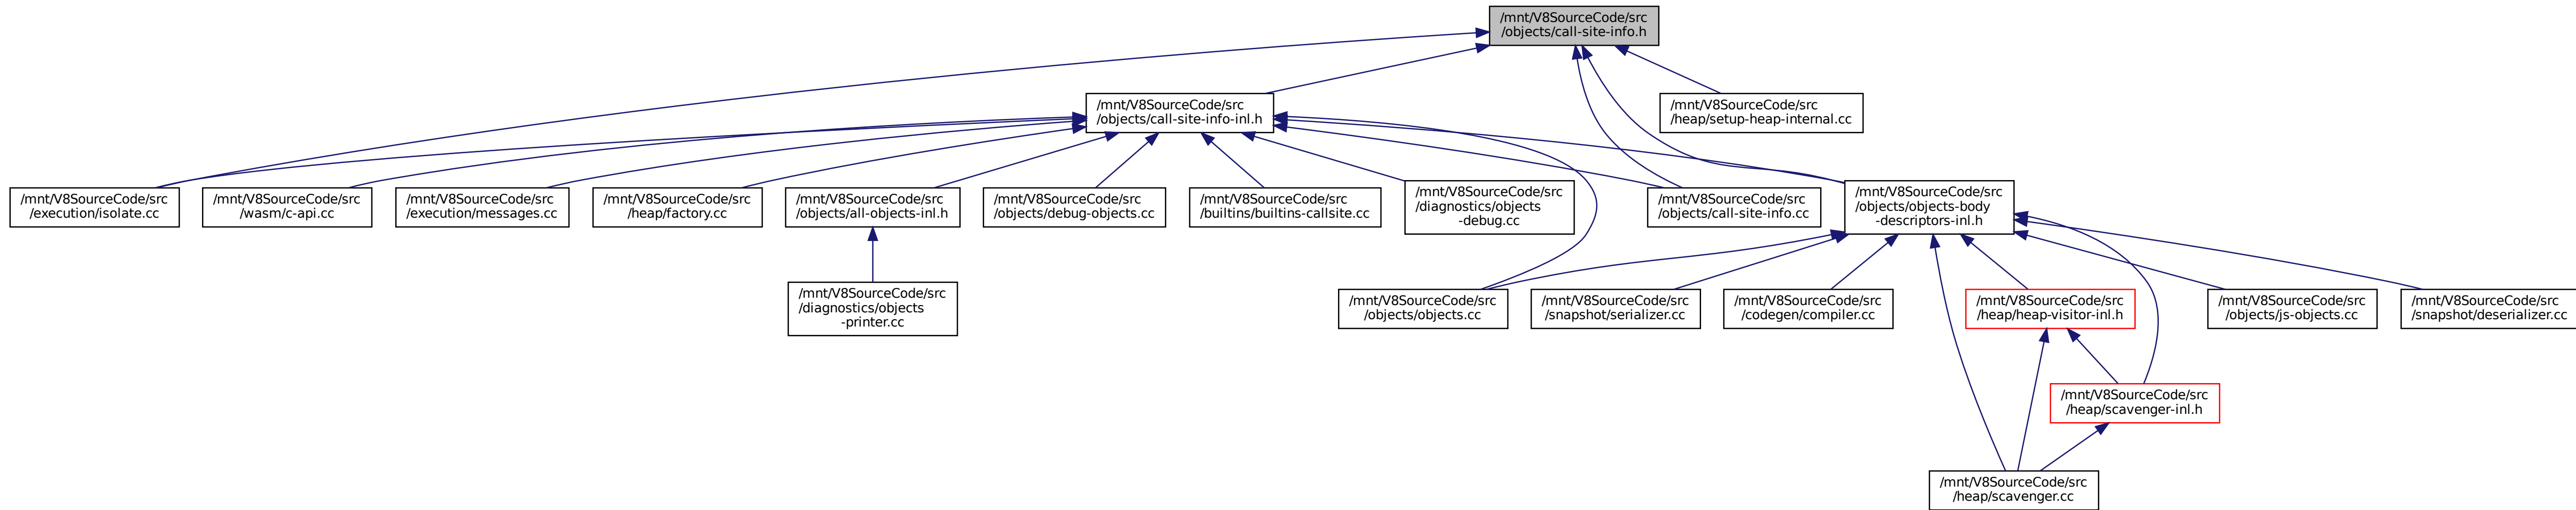 /mnt/V8SourceCode/src
/objects/call-site-info.h
/mnt/V8SourceCode/src
/objects/call-site-info-inl.h
/mnt/V8SourceCode/src
/heap/setup-heap-internal.cc
/mnt/V8SourceCode/src
/execution/isolate.cc
/mnt/V8SourceCode/src
/wasm/c-api.cc
/mnt/V8SourceCode/src
/execution/messages.cc
/mnt/V8SourceCode/src
/heap/factory.cc
/mnt/V8SourceCode/src
/objects/all-objects-inl.h
/mnt/V8SourceCode/src
/objects/debug-objects.cc
/mnt/V8SourceCode/src
/builtins/builtins-callsite.cc
/mnt/V8SourceCode/src
/diagnostics/objects
-debug.cc
/mnt/V8SourceCode/src
/objects/call-site-info.cc
/mnt/V8SourceCode/src
/objects/objects-body
-descriptors-inl.h
/mnt/V8SourceCode/src
/diagnostics/objects
-printer.cc
/mnt/V8SourceCode/src
/objects/objects.cc
/mnt/V8SourceCode/src
/snapshot/serializer.cc
/mnt/V8SourceCode/src
/codegen/compiler.cc
/mnt/V8SourceCode/src
/heap/heap-visitor-inl.h
/mnt/V8SourceCode/src
/objects/js-objects.cc
/mnt/V8SourceCode/src
/snapshot/deserializer.cc
/mnt/V8SourceCode/src
/heap/scavenger-inl.h
/mnt/V8SourceCode/src
/heap/scavenger.cc